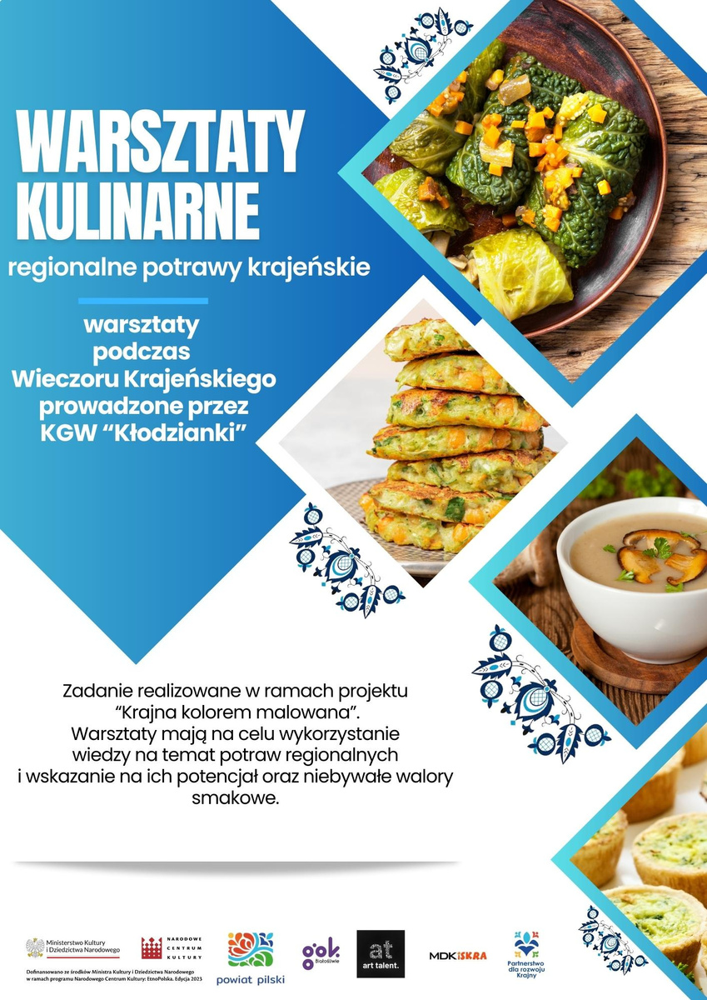 WARSZTATY
KULINARNE
regionalne potrawy krajeńskie
warsztaty
podczas
Wieczoru Krajeńskiego
prowadzone przez
KGW “Kłodzianki”
Zadanie realizowane w ramach projektu
“Krajna kolorem malowana”.
Warsztaty mają na celu wykorzystanie
wiedzy na temat potraw regionalnych
i wskazanie na ich potencjał oraz niebywałe walory
smakowe.
Ministerstwo Kultury
i Dziedzictwa Narodowego
Dofinansowano ze środków Ministra Kultury i Dziedzictwa Narodowego
w ramach programu Narodowego Centrum Kultury: EtnoPolska. Edycja 2023
NARODOWE
CENTRUM
KULTURY
powiat pilski
gok
Białośliwie
at
art talent.
MDK iSKRA
Partnerstwo
dla rozwoju
Krajny